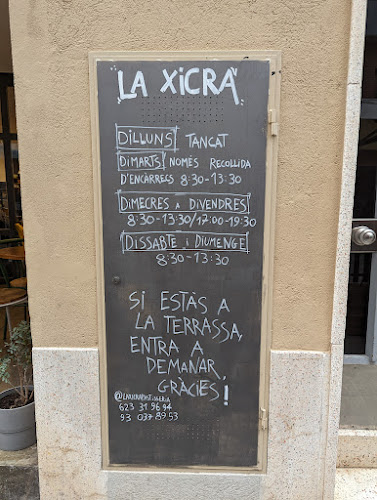 "LA XICRA"
DILLUNS TANCAT
DIMARTS NOMÉS RECOLLIDA
D'ENCÀRRECS 8:30-13:30
DIMECRES A DIVENDRES
8:30-13:30/17:00-19:30
DISSABTE i DIUMENGE
8:30-13:30
SI ESTÀS A
LA TERRASSA,
ENTRA A
DEMANAR,
GRÀCIES!
623 31 96 94
93 037 89 53